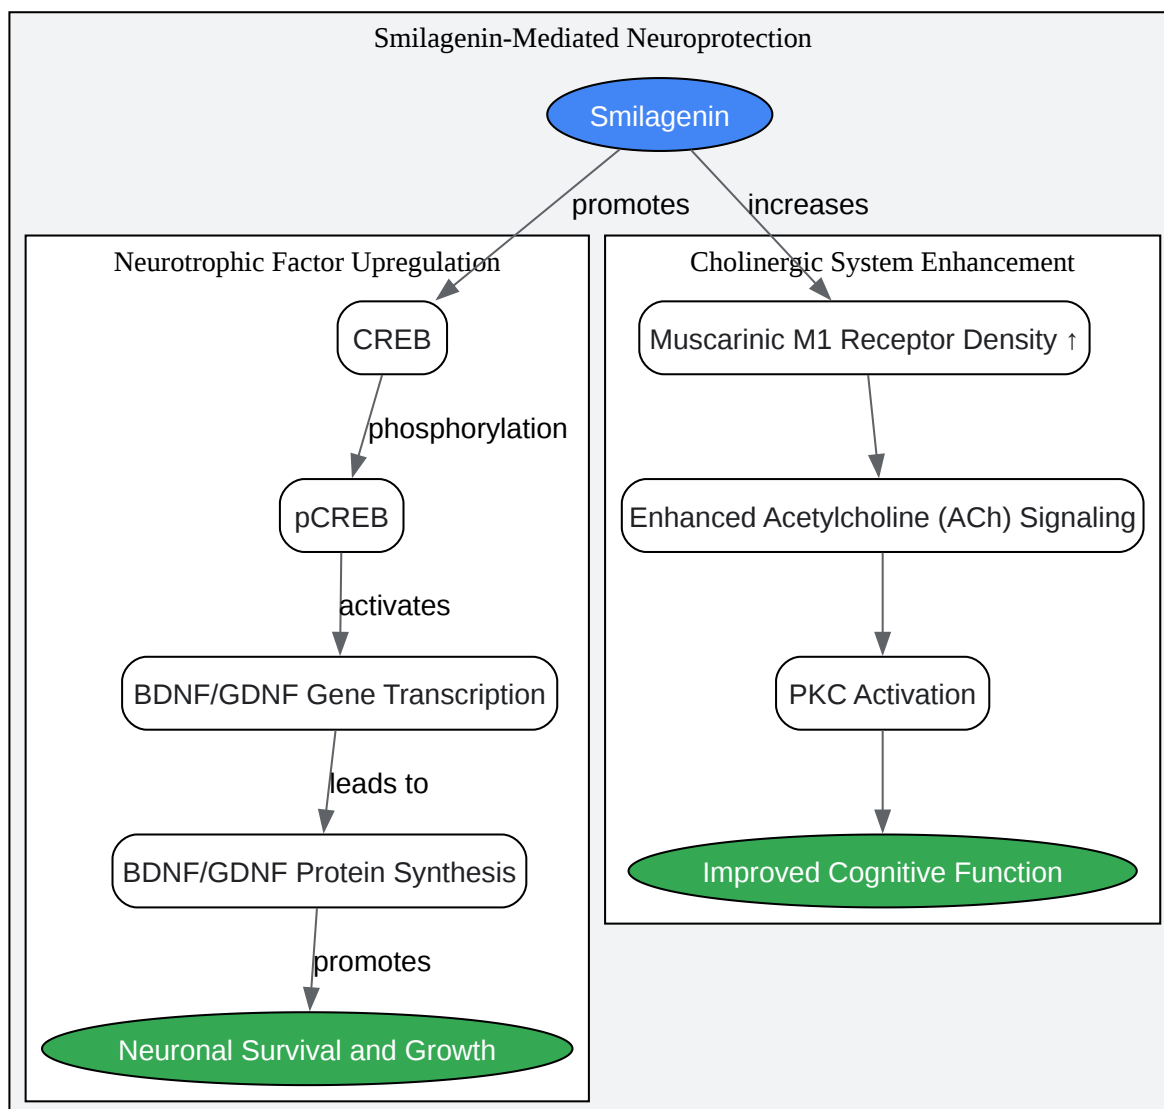 Smilagenin-Mediated Neuroprotection
Smilagenin
promotes
increases
Neurotrophic Factor Upregulation
CREB
phosphorylation
pCREB
activates
BDNF/GDNF Gene Transcription
leads to
BDNF/GDNF Protein Synthesis
promotes
Neuronal Survival and Growth
Cholinergic System Enhancement
Muscarinic M1 Receptor Density ↑
Enhanced Acetylcholine (ACh) Signaling
PKC Activation
Improved Cognitive Function